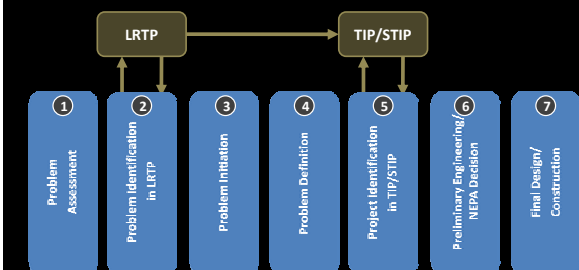 LRTP
TIP/STIP
1
Problem
Assessment
2
Problem Identification
in LRTP
3
Problem Initiation
4
Problem Definition
5
Project Identification
in TIP/STIP
6
Preliminary Engineering/
NEPA Decision
7
Final Design/
Construction